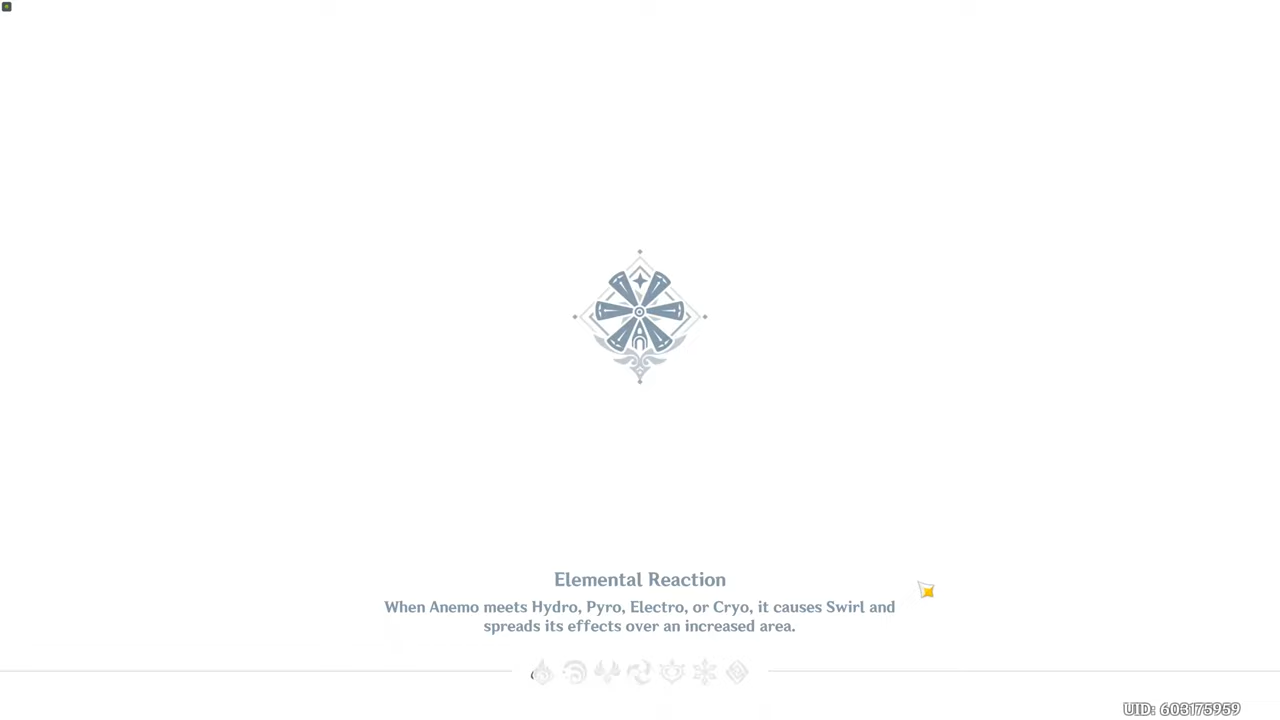 Elemental Reaction
When Anemo meets Hydro, Pyro, Electro, or Cryo, it causes Swirl and
spreads its effects over an increased area.
UID: 603175959